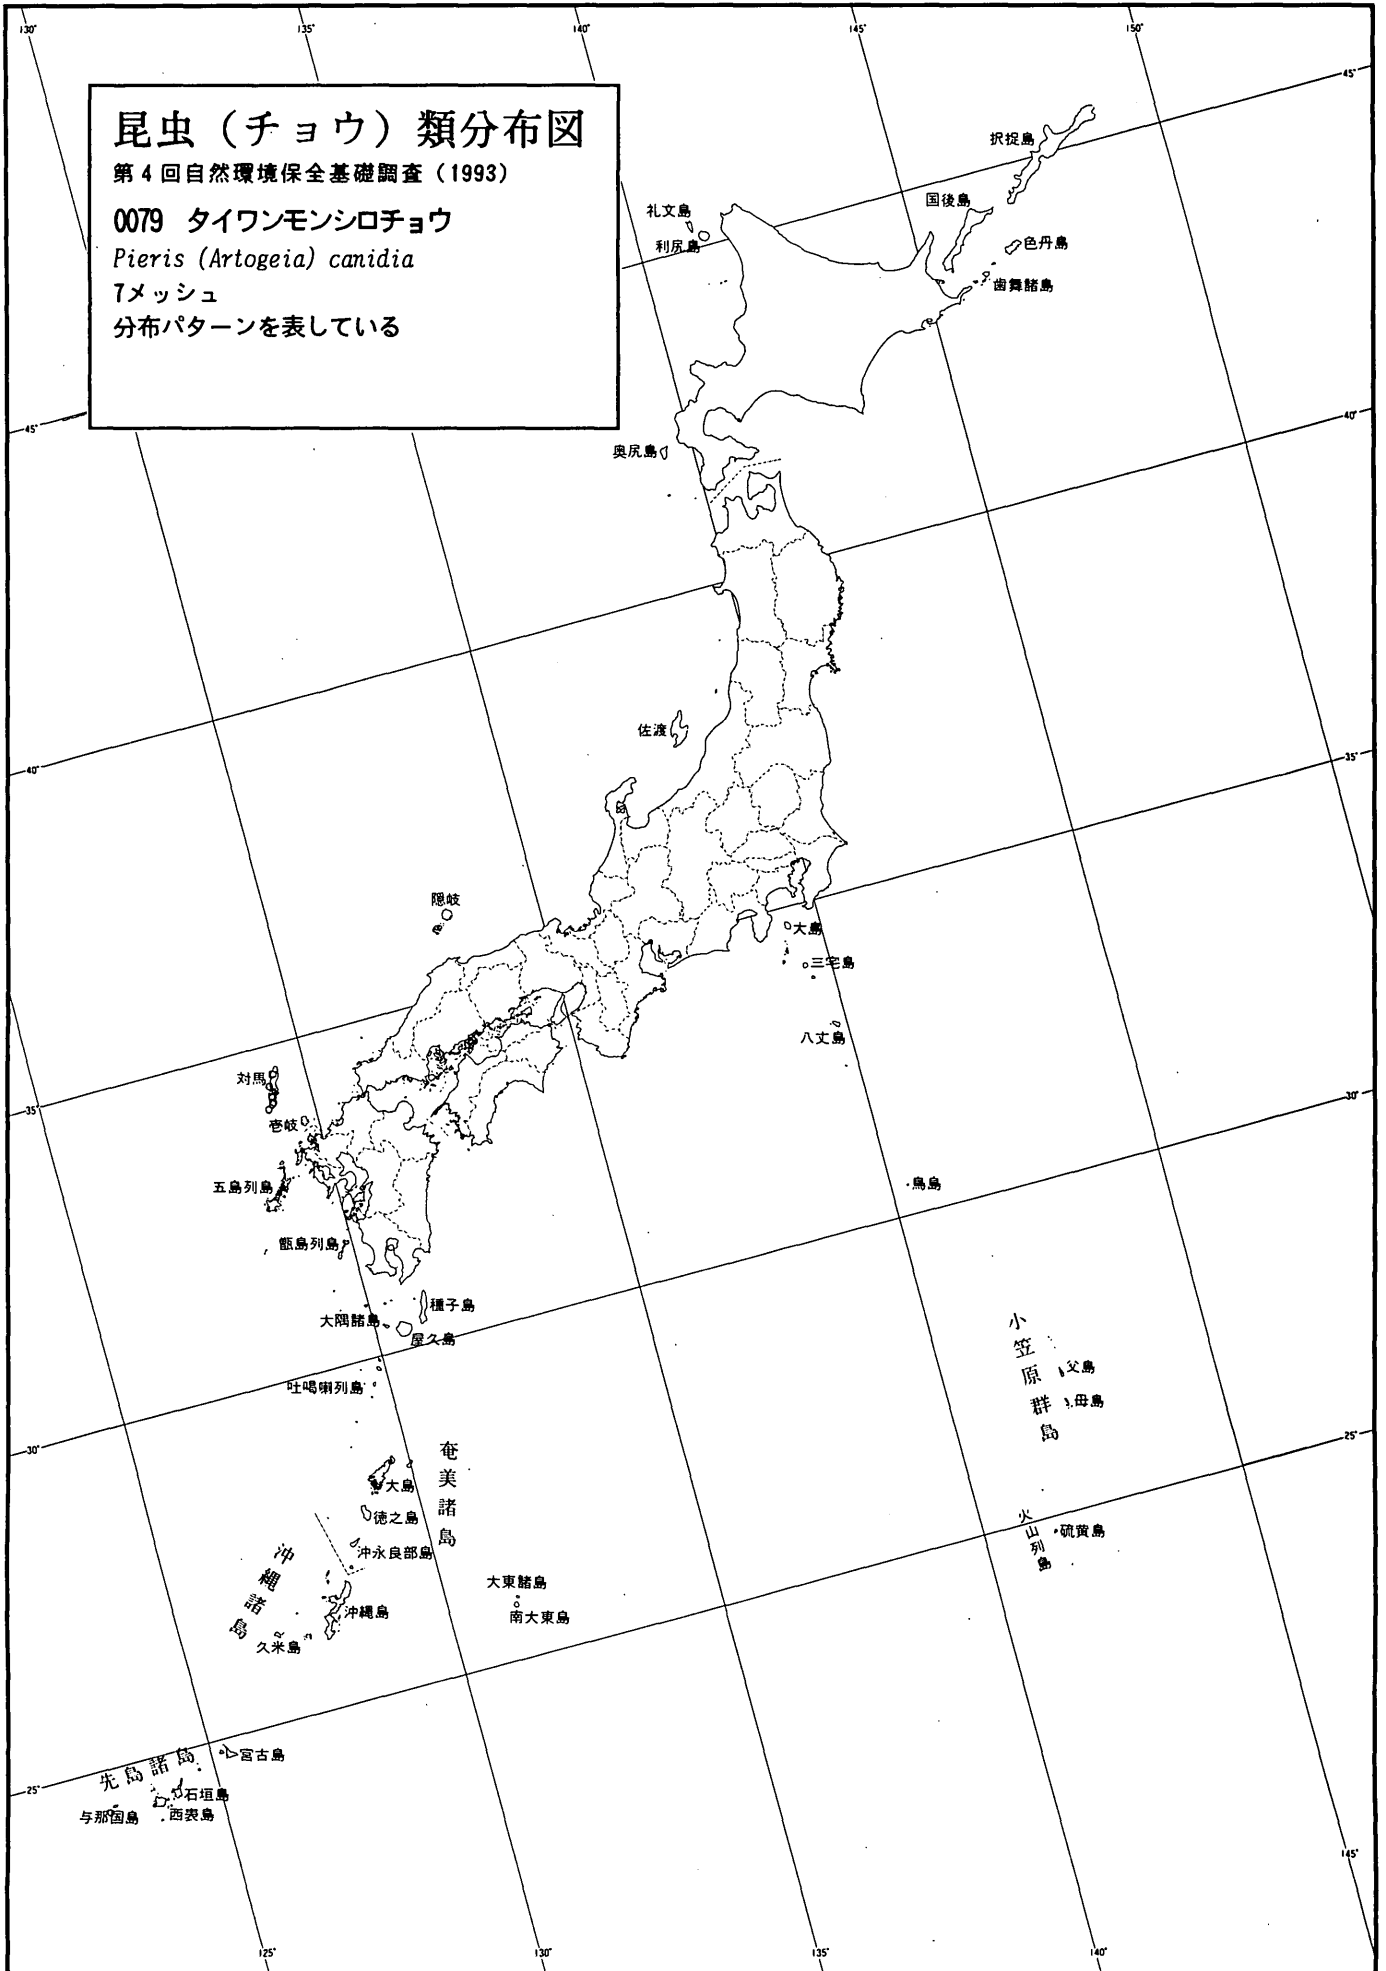 130°
135°
140°
145°
150°
昆虫（チョウ）類分布図
第４回自然環境保全基礎調査（1993）
0079 タイワンモンシロチョウ
Pieris (Artogeia) canidia
7メッシュ
分布パターンを表している
45°
択捉島
国後島
色丹島
歯舞諸島
礼文島
利尻島
奥尻島
45°
40°
佐渡
40°
35°
隠岐
大島
三宅島
八丈島
対馬
壱岐
35°
30°
五島列島
甑島列島
鳥島
種子島
大隅諸島
屋久島
吐噶喇列島
小笠原群島
父島
母島
30°
25°
奄美諸島
大島
徳之島
沖永良部島
火山列島
硫黄島
沖縄諸島
沖縄島
久米島
大東諸島
南大東島
先島諸島
宮古島
石垣島
西表島
与那国島
25°
145°
125°
130°
135°
140°